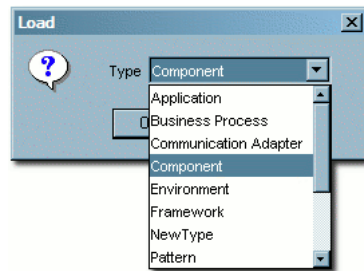 Load
Type Component
Application
Business Process
Communication Adapter
Component
Environment
Framework
NewType
Pattern